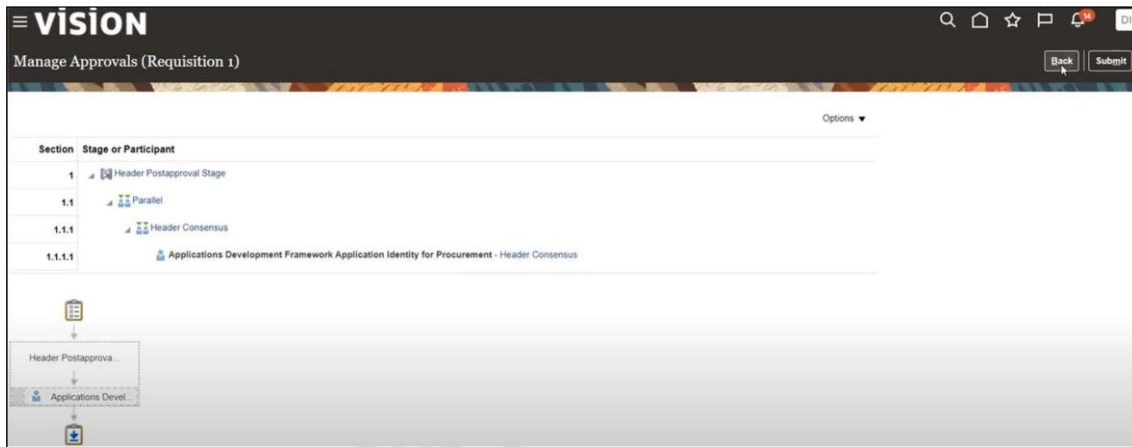 vision
14
DI
Manage Approvals (Requisition 1)
Back
Submit
Options
Section Stage or Participant
1 Header Postapproval Stage
1.1 Parallel
1.1.1 Header Consensus
1.1.1.1 Applications Development Framework Application Identity for Procurement - Header Consensus
Header Postapprova...
Applications Devel...